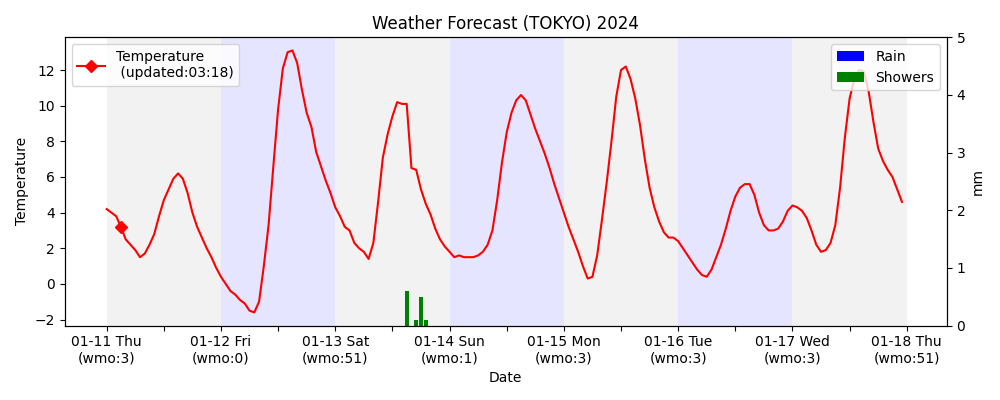 Weather Forecast (TOKYO) 2024
Temperature
(updated:03:18)
Rain
Showers
Temperature
12
10
8
6
4
2
0
−2
5
4
3
2
1
0
mm
01-11 Thu
(wmo:3)
01-12 Fri
(wmo:0)
01-13 Sat
(wmo:51)
01-14 Sun
(wmo:1)
01-15 Mon
(wmo:3)
01-16 Tue
(wmo:3)
01-17 Wed
(wmo:3)
01-18 Thu
(wmo:51)
Date